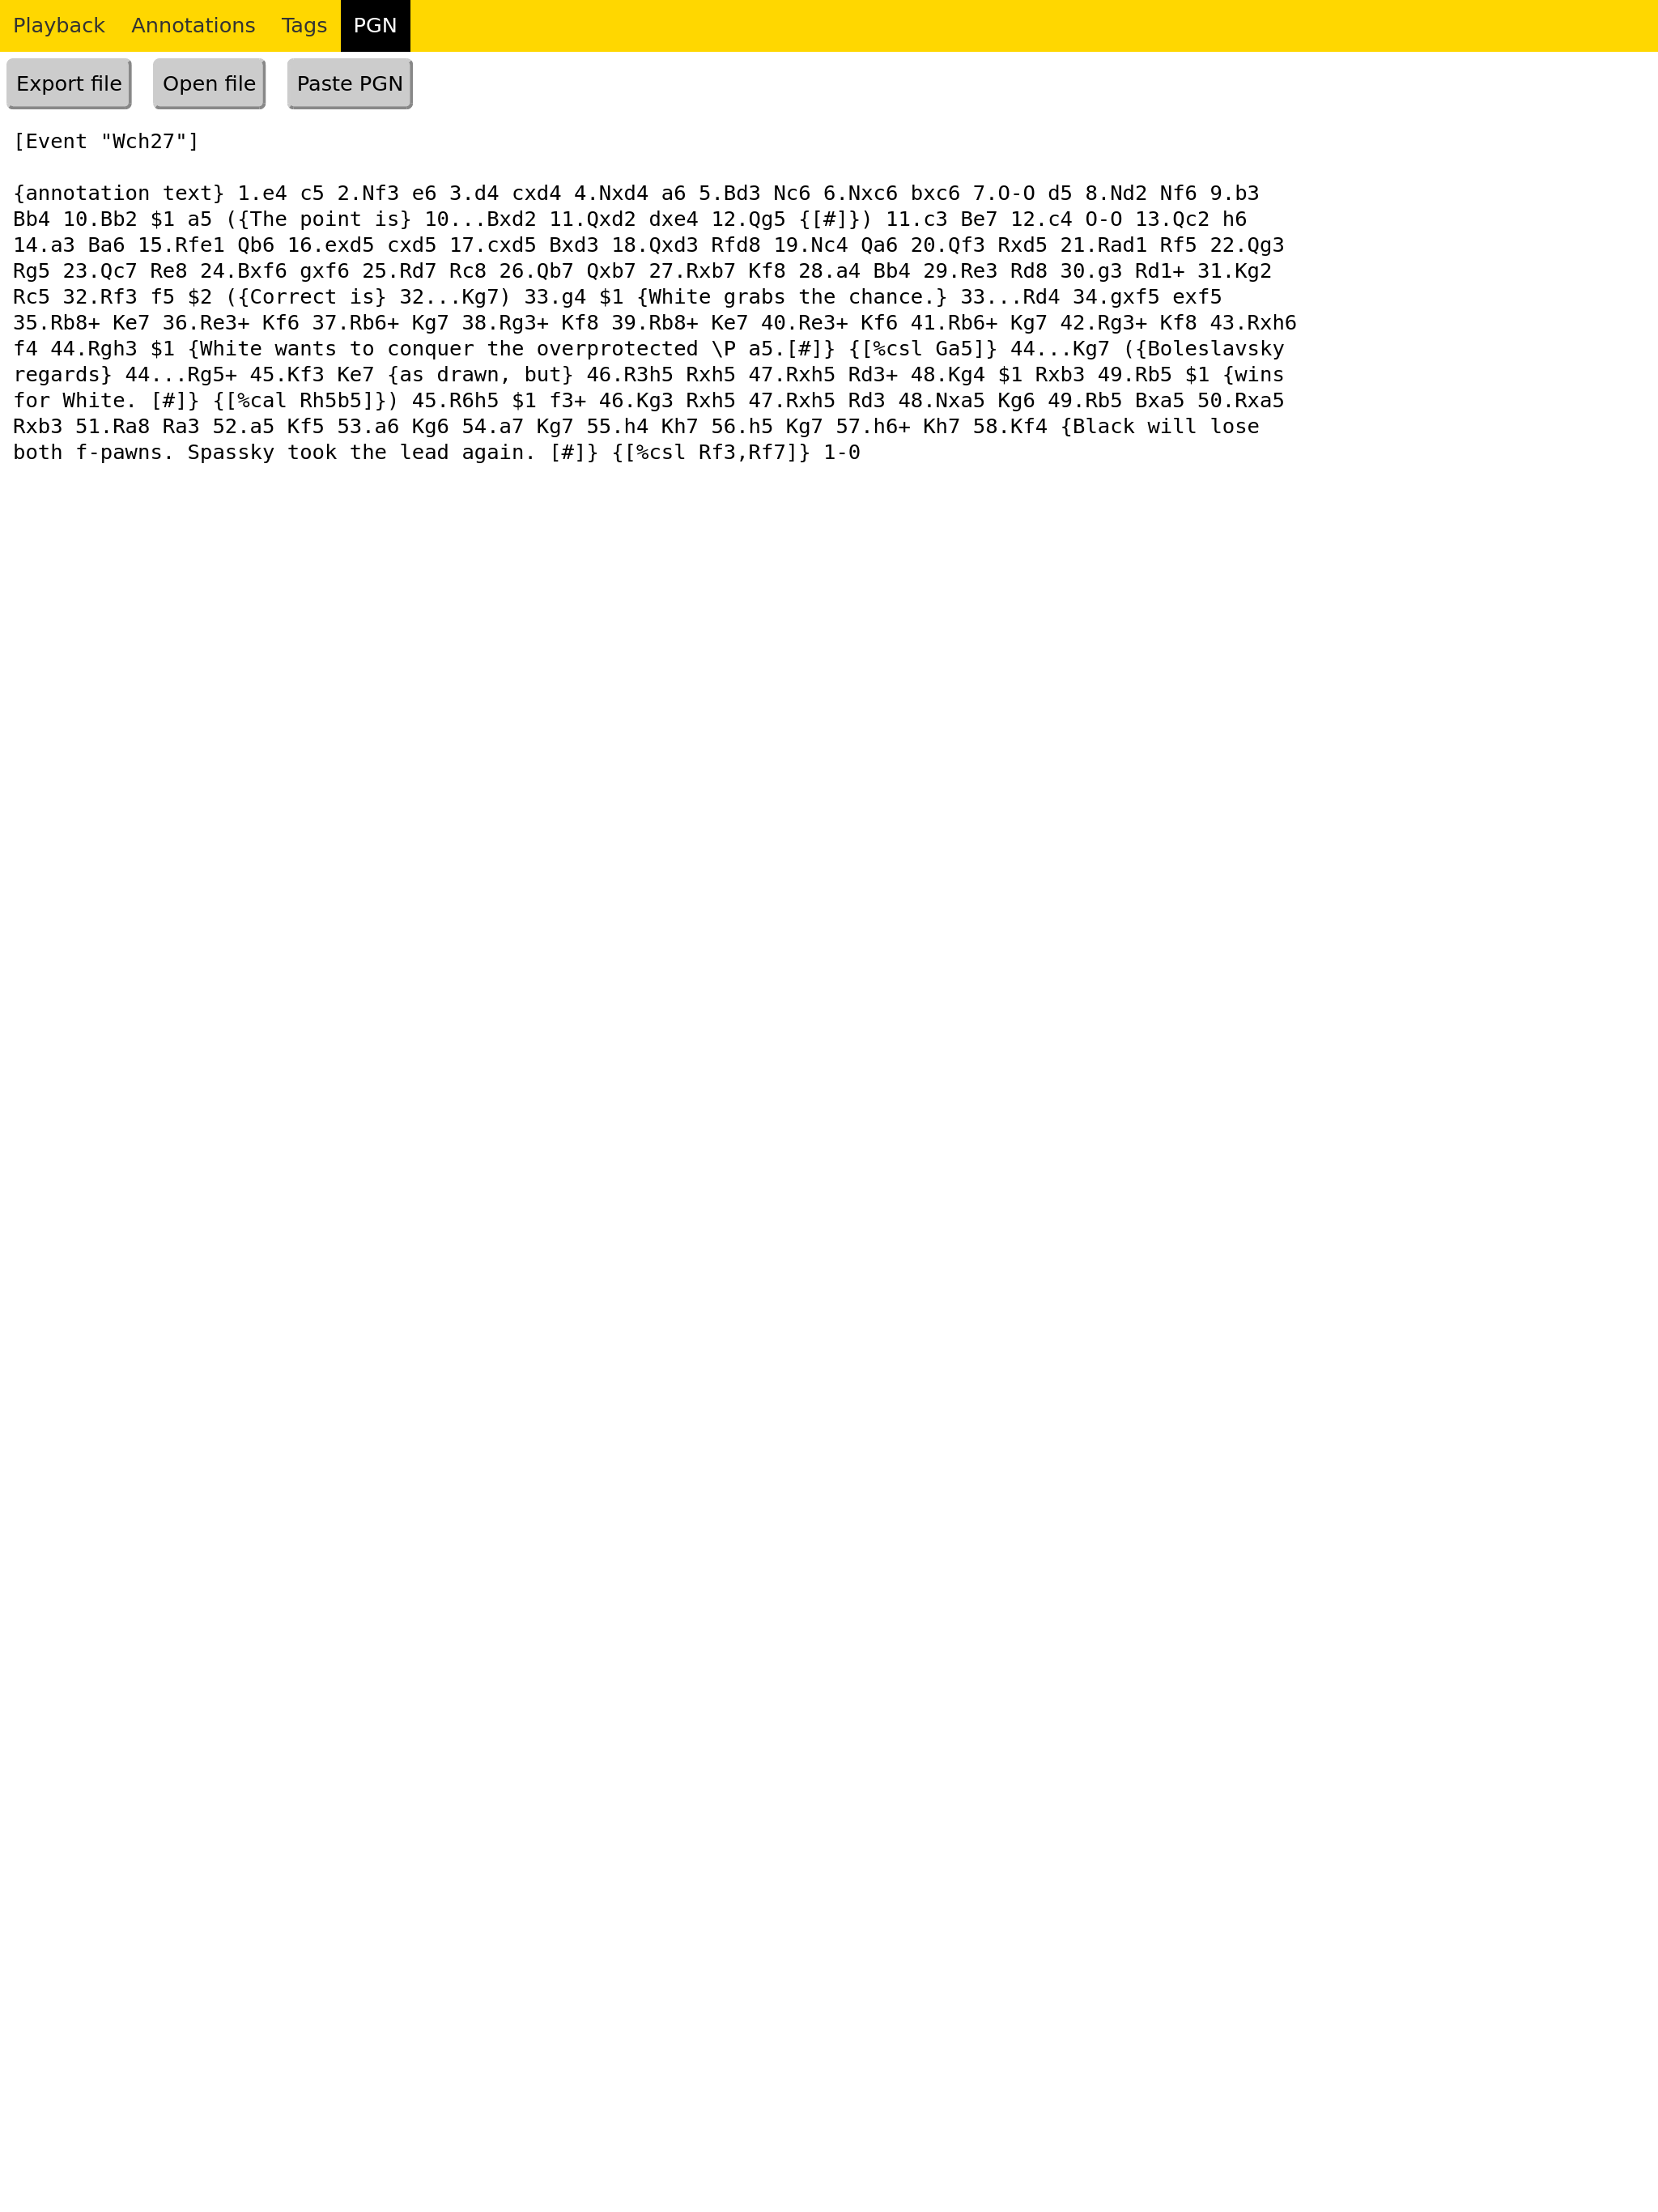 Playback Annotations Tags PGN
Export file Open file Paste PGN
[Event "Wch27"]
{annotation text} 1.e4 c5 2.Nf3 e6 3.d4 cxd4 4.Nxd4 a6 5.Bd3 Nc6 6.Nxc6 bxc6 7.O-O d5 8.Nd2 Nf6 9.b3
Bb4 10.Bb2 $1 a5 ({The point is} 10...Bxd2 11.Qxd2 dxe4 12.Qg5 {[#]}) 11.c3 Be7 12.c4 O-O 13.Qc2 h6
14.a3 Ba6 15.Rfe1 Qb6 16.exd5 cxd5 17.cxd5 Bxd3 18.Qxd3 Rfd8 19.Nc4 Qa6 20.Qf3 Rxd5 21.Rad1 Rf5 22.Qg3
Rg5 23.Qc7 Re8 24.Bxf6 gxf6 25.Rd7 Rc8 26.Qb7 Qxb7 27.Rxb7 Kf8 28.a4 Bb4 29.Re3 Rd8 30.g3 Rd1+ 31.Kg2
Rc5 32.Rf3 f5 $2 ({Correct is} 32...Kg7) 33.g4 $1 {White grabs the chance.} 33...Rd4 34.gxf5 exf5
35.Rb8+ Ke7 36.Re3+ Kf6 37.Rb6+ Kg7 38.Rg3+ Kf8 39.Rb8+ Ke7 40.Re3+ Kf6 41.Rb6+ Kg7 42.Rg3+ Kf8 43.Rxh6
f4 44.Rgh3 $1 {White wants to conquer the overprotected \P a5.[#]} {[%csl Ga5]} 44...Kg7 ({Boleslavsky
regards} 44...Rg5+ 45.Kf3 Ke7 {as drawn, but} 46.R3h5 Rxh5 47.Rxh5 Rd3+ 48.Kg4 $1 Rxb3 49.Rb5 $1 {wins
for White. [#]} {[%cal Rh5b5]}) 45.R6h5 $1 f3+ 46.Kg3 Rxh5 47.Rxh5 Rd3 48.Nxa5 Kg6 49.Rb5 Bxa5 50.Rxa5
Rxb3 51.Ra8 Ra3 52.a5 Kf5 53.a6 Kg6 54.a7 Kg7 55.h4 Kh7 56.h5 Kg7 57.h6+ Kh7 58.Kf4 {Black will lose
both f-pawns. Spassky took the lead again. [#]} {[%csl Rf3,Rf7]} 1-0